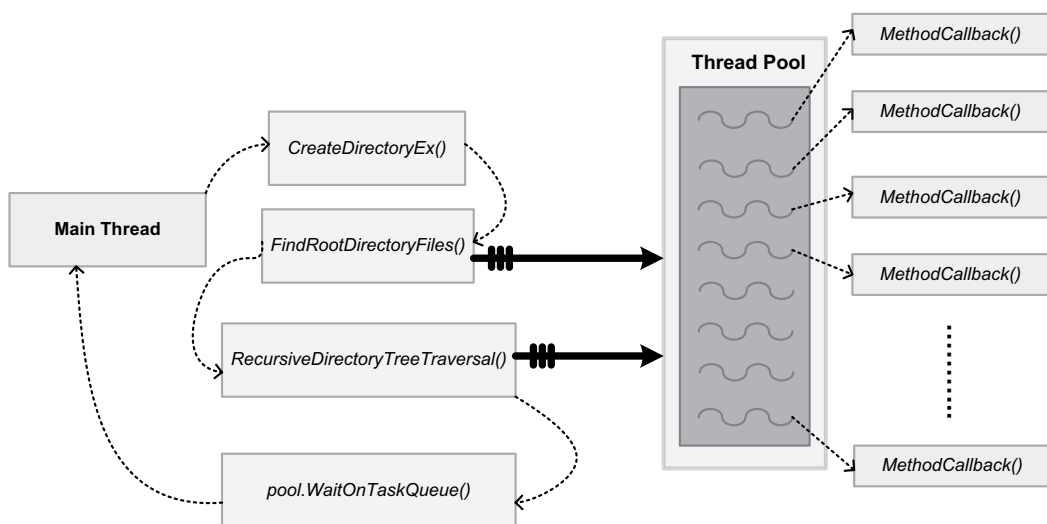 Main Thread
CreateDirectoryEx()
FindRootDirectoryFiles()
RecursiveDirectoryTreeTraversal()
pool.WaitOnTaskQueue()
Thread Pool
MethodCallback()
MethodCallback()
MethodCallback()
MethodCallback()
MethodCallback()